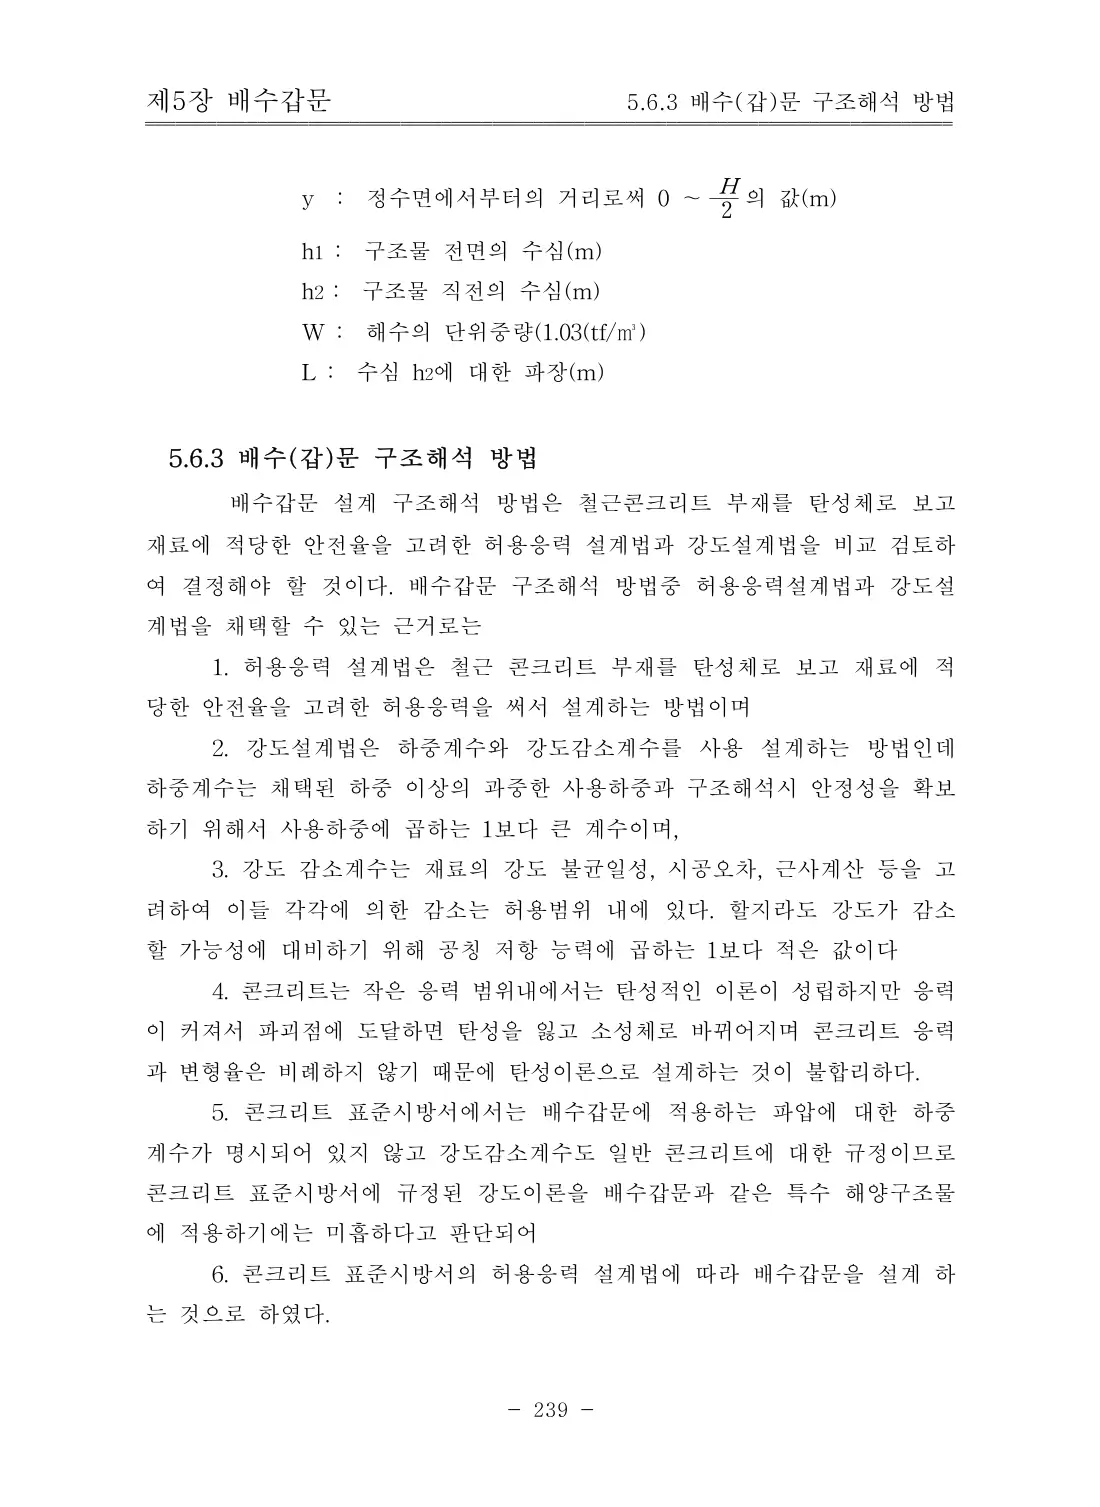 제5장 배수갑문 5.6.3 배수(갑)문 구조해석 방법
y : 정수면에서부터의 거리로써 0 ~ H/2 의 값(m)
h1 : 구조물 전면의 수심(m)
h2 : 구조물 직전의 수심(m)
W : 해수의 단위중량(1.03(tf/㎥)
L : 수심 h2에 대한 파장(m)
5.6.3 배수(갑)문 구조해석 방법
배수갑문 설계 구조해석 방법은 철근콘크리트 부재를 탄성체로 보고
재료에 적당한 안전율을 고려한 허용응력 설계법과 강도설계법을 비교 검토하
여 결정해야 할 것이다. 배수갑문 구조해석 방법중 허용응력설계법과 강도설
계법을 채택할 수 있는 근거로는
1. 허용응력 설계법은 철근 콘크리트 부재를 탄성체로 보고 재료에 적
당한 안전율을 고려한 허용응력을 써서 설계하는 방법이며
2. 강도설계법은 하중계수와 강도감소계수를 사용 설계하는 방법인데
하중계수는 채택된 하중 이상의 과중한 사용하중과 구조해석시 안정성을 확보
하기 위해서 사용하중에 곱하는 1보다 큰 계수이며,
3. 강도 감소계수는 재료의 강도 불균일성, 시공오차, 근사계산 등을 고
려하여 이들 각각에 의한 감소는 허용범위 내에 있다. 할지라도 강도가 감소
할 가능성에 대비하기 위해 공칭 저항 능력에 곱하는 1보다 적은 값이다
4. 콘크리트는 작은 응력 범위내에서는 탄성적인 이론이 성립하지만 응력
이 커져서 파괴점에 도달하면 탄성을 잃고 소성체로 바뀌어지며 콘크리트 응력
과 변형율은 비례하지 않기 때문에 탄성이론으로 설계하는 것이 불합리하다.
5. 콘크리트 표준시방서에서는 배수갑문에 적용하는 파압에 대한 하중
계수가 명시되어 있지 않고 강도감소계수도 일반 콘크리트에 대한 규정이므로
콘크리트 표준시방서에 규정된 강도이론을 배수갑문과 같은 특수 해양구조물
에 적용하기에는 미흡하다고 판단되어
6. 콘크리트 표준시방서의 허용응력 설계법에 따라 배수갑문을 설계 하
는 것으로 하였다.
- 239 -